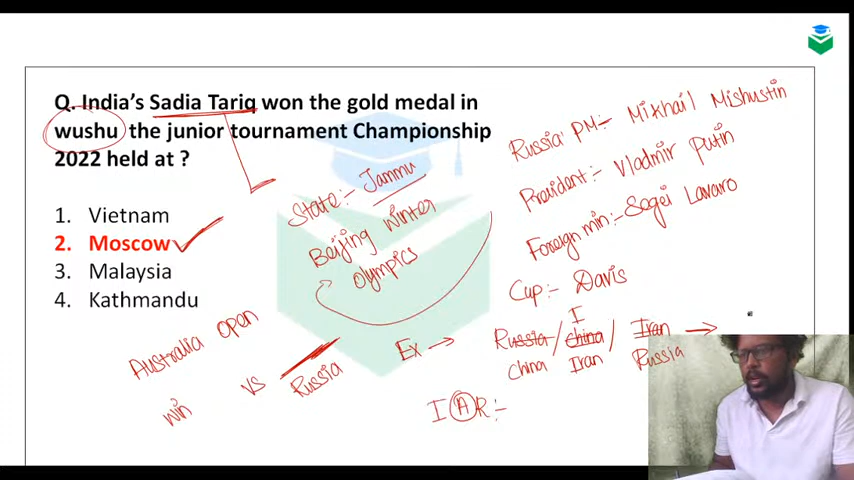 Q. India's Sadia Tariq won the gold medal in
wushu the junior tournament Championship
2022 held at ?
1. Vietnam
2. Moscow
3. Malaysia
4. Kathmandu
State:- Jammu
Beijing winter
olympics
Russia: PM:- Mikhail Mishustin
President:- Vladmir Putin
Foreign min:- Segei Lavaro
Cup:- Davis
Australia open
win vs Russia
I
Ex → Russia / china / Iran →
china Iran Russia
I A R:-